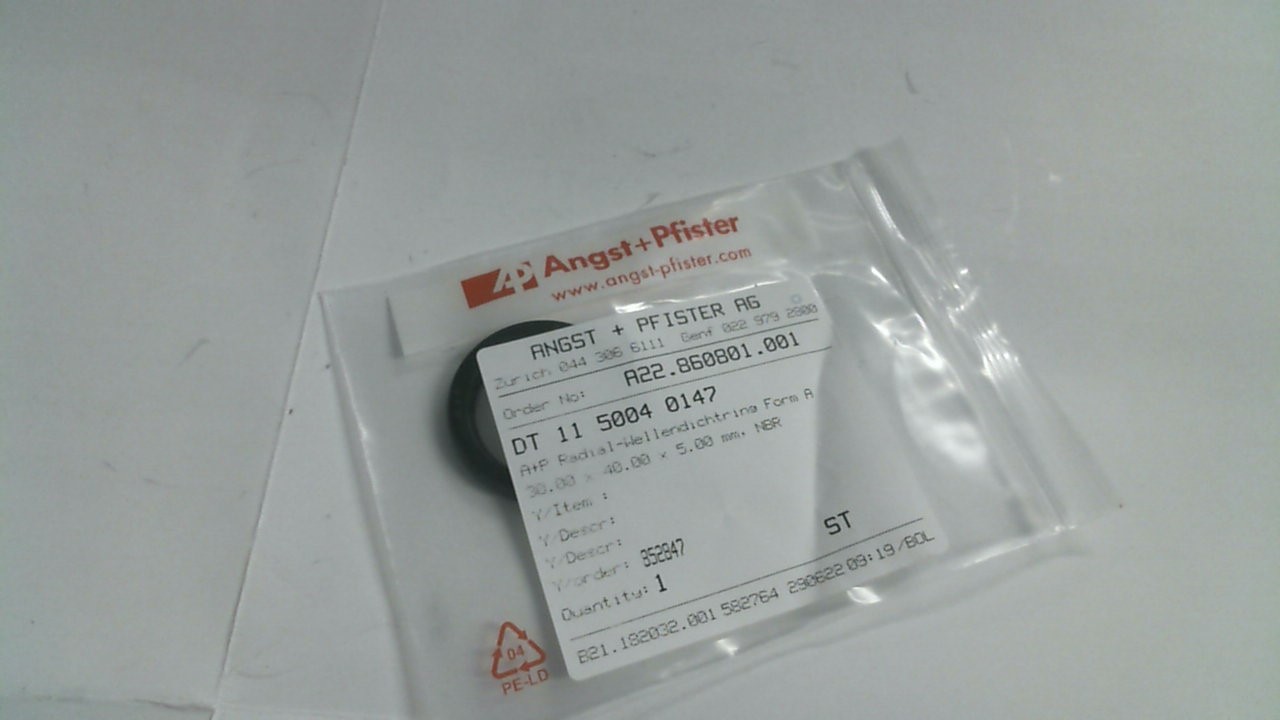 AP Angst+Pfister
www.angst-pfister.com
ANGST + PFISTER AG
Zurich 044 306 6111 Genf 022 979 2800
Order No: A22.860801.001
DT 11 5004 0147
A+P Radial-Wellendichtring Form A
30.00 x 40.00 x 5.00 mm, NBR
Y/Item :
Y/Descr:
Y/Descr:
Y/order: 852847
Quantity: 1 ST
B21.182032.001 582764 290622 09:19/BOL
04
PE-LD